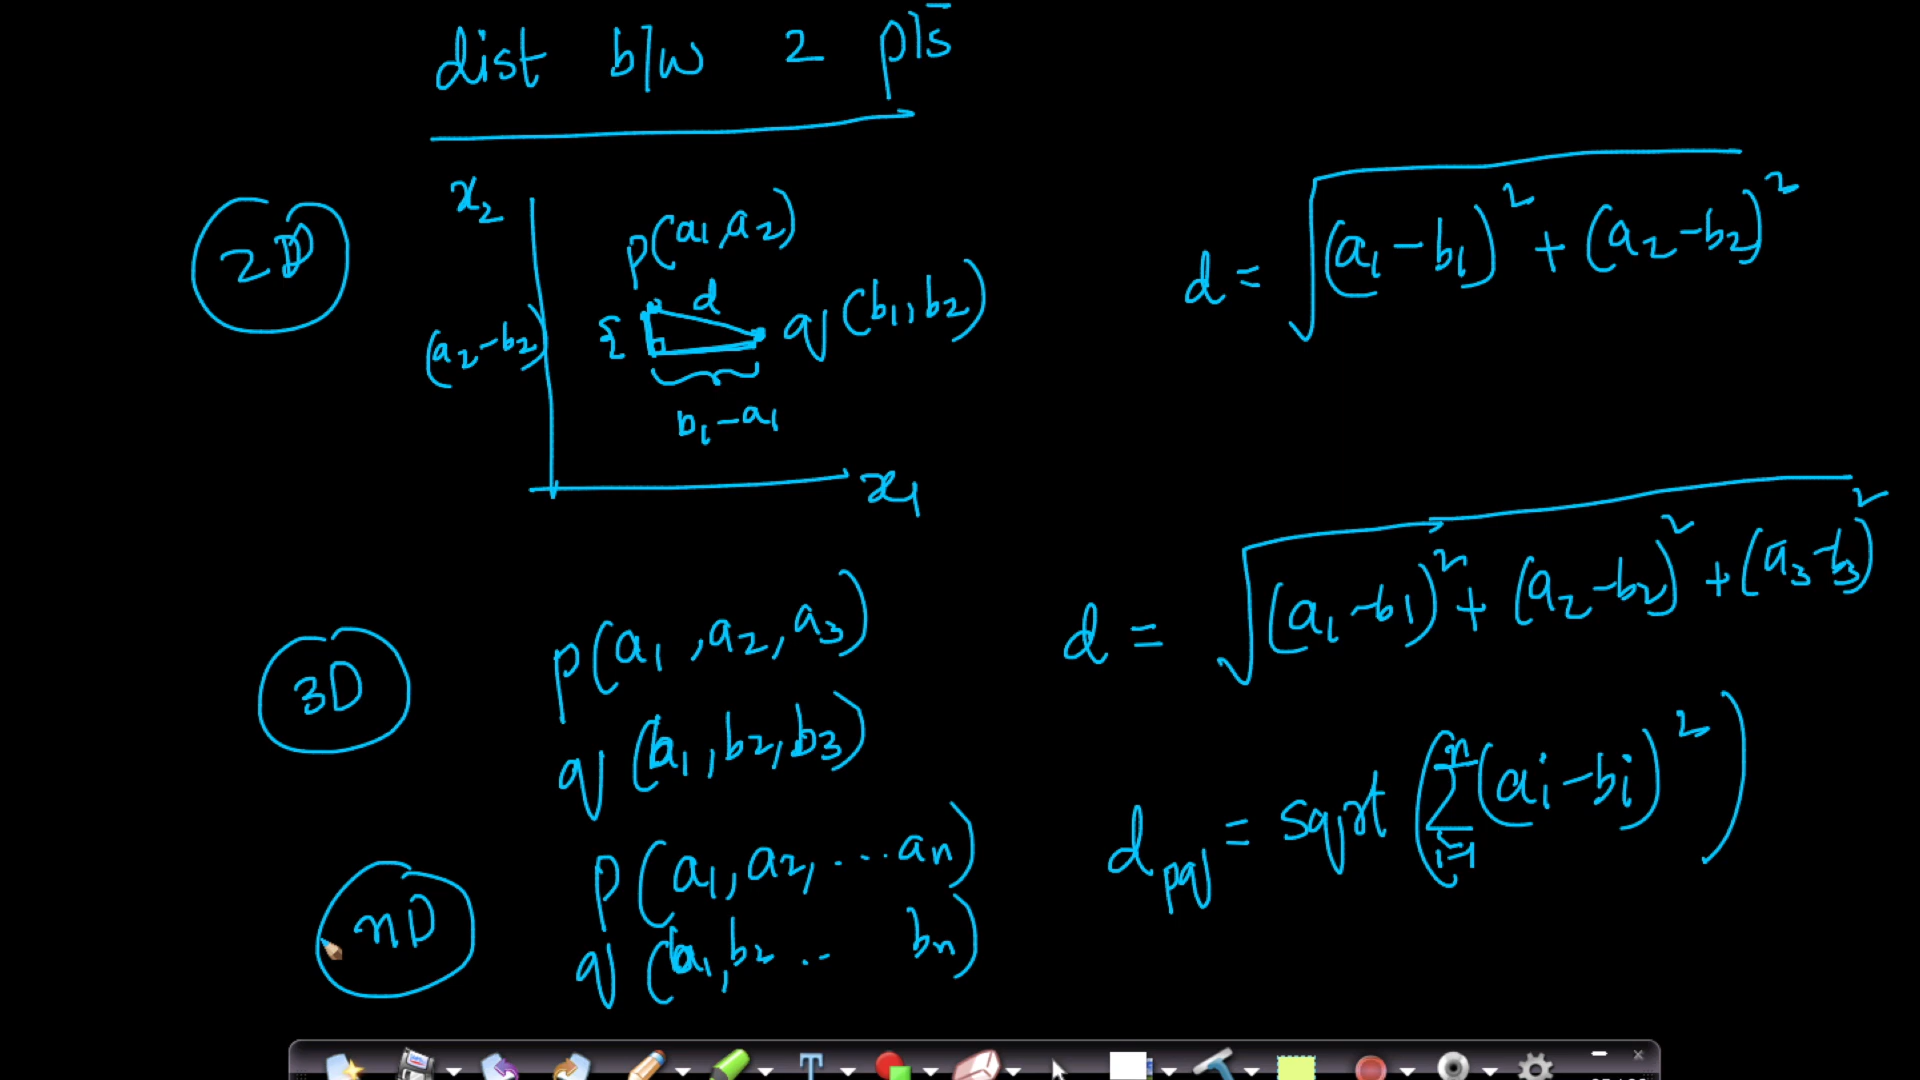 dist b/w 2 pts
2D
x₂
p(a₁,a₂)
d
q(b₁,b₂)
(a₂-b₂)
b₁-a₁
x₁
d = √((a₁-b₁)² + (a₂-b₂)²)
3D
p(a₁,a₂,a₃)
q(b₁,b₂,b₃)
d = √((a₁-b₁)² + (a₂-b₂)² + (a₃-b₃)²)
nD
p(a₁,a₂,...aₙ)
q(b₁,b₂.. bₙ)
d_pq = sqrt(∑ⁿᵢ₌₁(aᵢ-bᵢ)²)
T